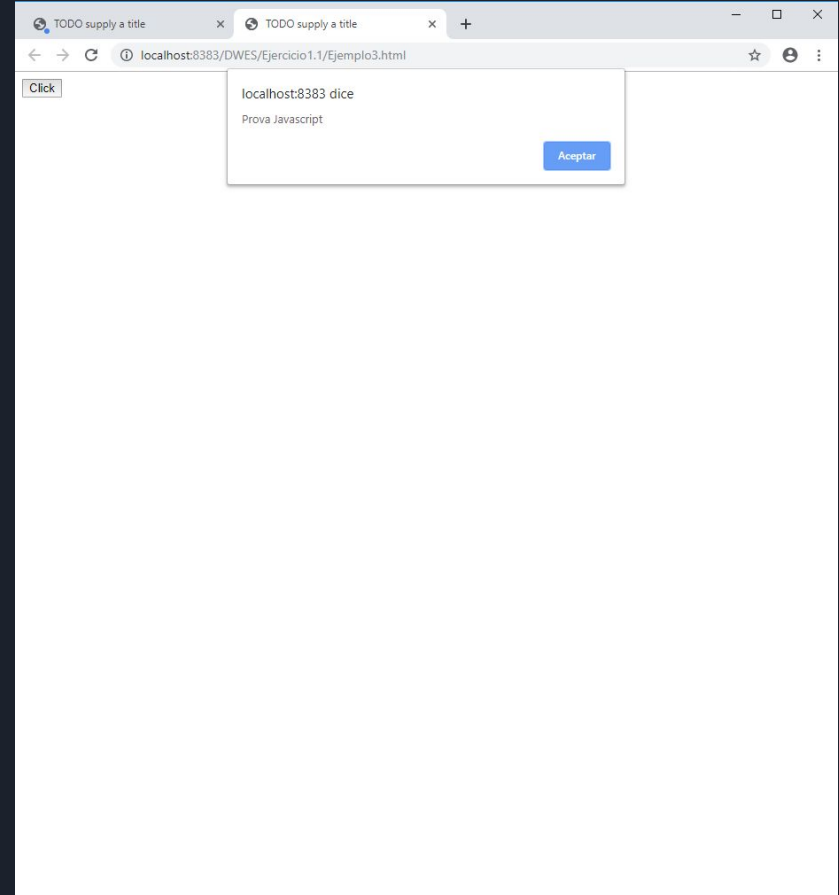 TODO supply a title
TODO supply a title
localhost:8383/DWES/Ejercicio1.1/Ejemplo3.html
Click
localhost:8383 dice
Prova Javascript
Aceptar